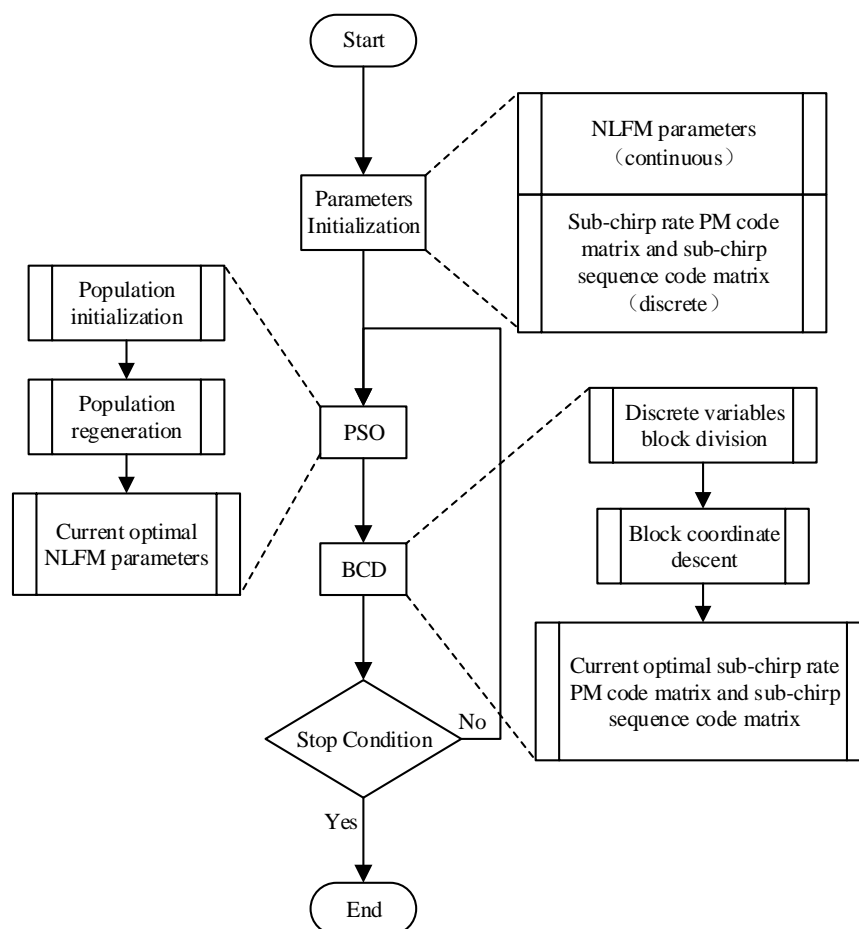 Start
NLFM parameters
（continuous）
Parameters
Initialization
Sub-chirp rate PM code
matrix and sub-chirp
sequence code matrix
（discrete）
Population
initialization
Population
regeneration
Current optimal
NLFM parameters
PSO
BCD
Discrete variables
block division
Block coordinate
descent
Current optimal sub-chirp rate
PM code matrix and sub-chirp
sequence code matrix
Stop Condition
No
Yes
End